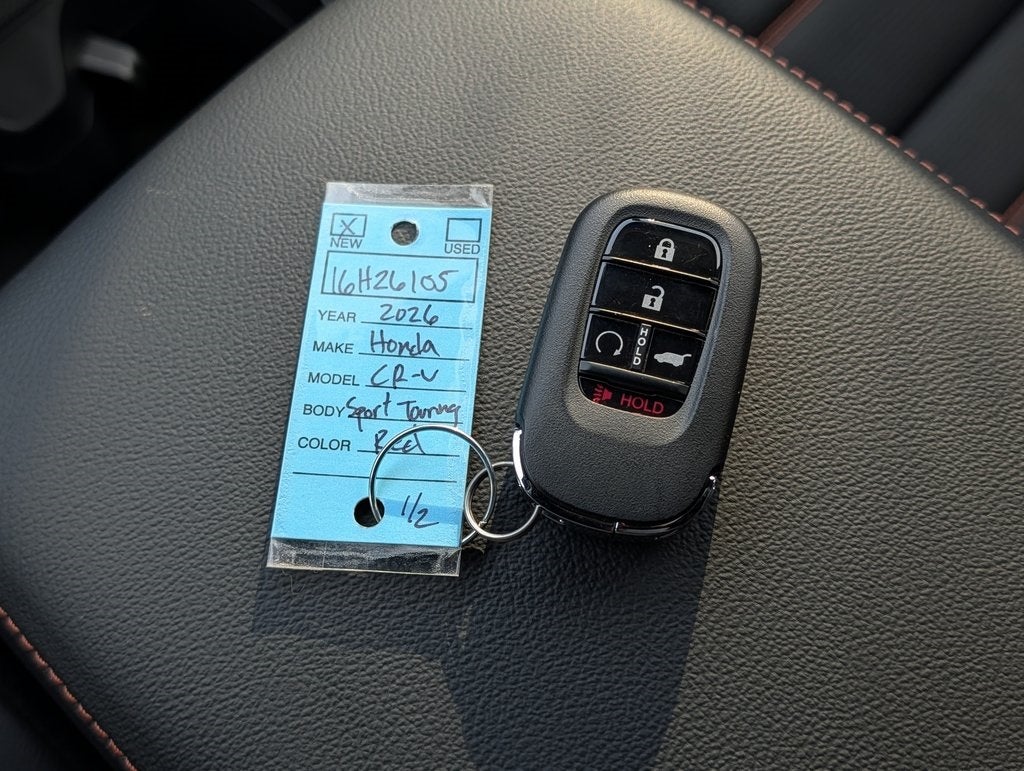 X
NEW USED
16H26105
YEAR 2026
MAKE Honda
MODEL CR-V
BODY Sport Touring
COLOR Red
1/2
HOLD
HOLD